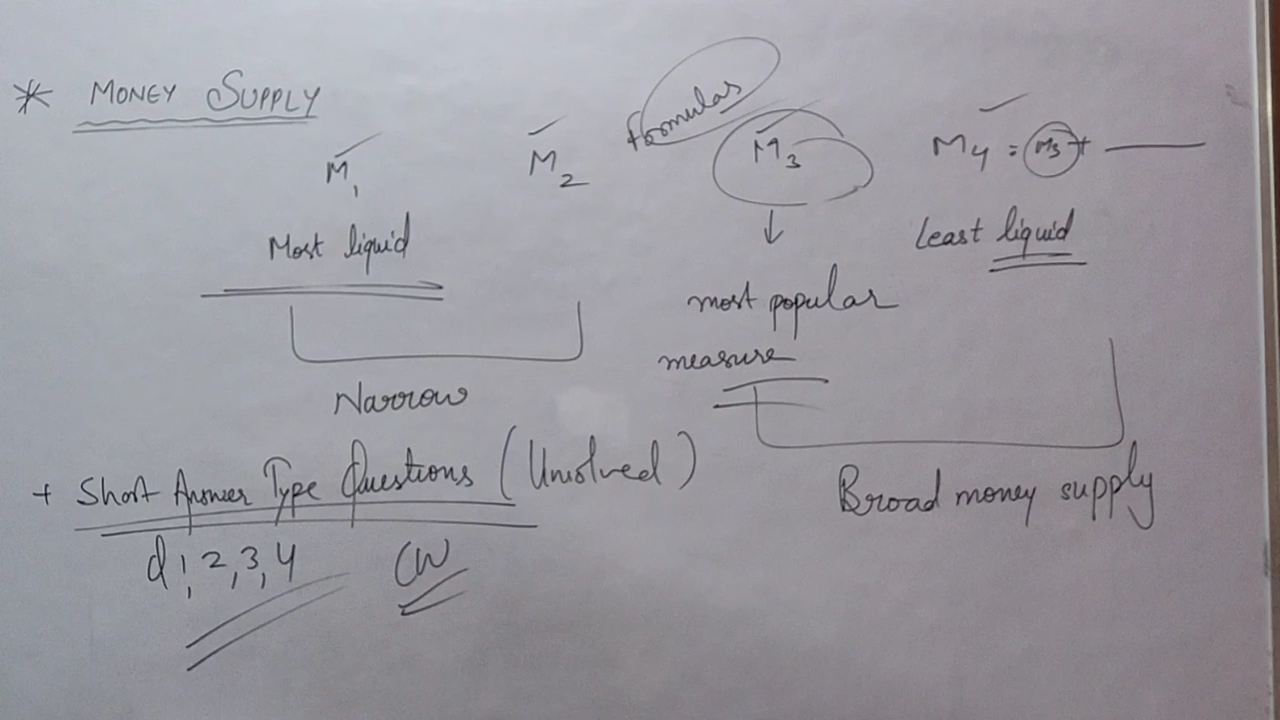 * MONEY SUPPLY
Formulas
M1 M2 M3 M4 = M3 + ______
Most liquid
Least liquid
↓
most popular
measure
Narrow
Broad money supply
+ Short Answer Type Questions (Unsolved)
Q1, 2, 3, 4 CW